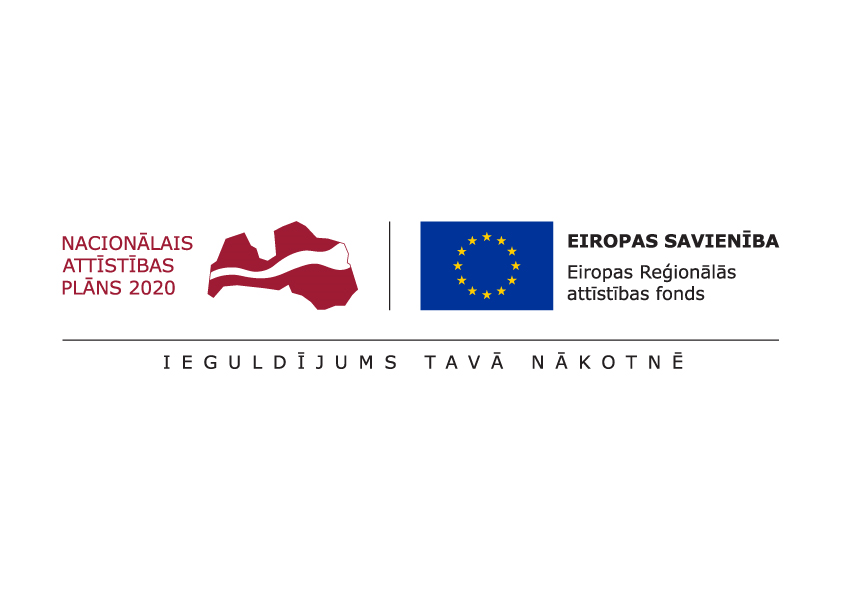 NACIONĀLAIS
ATTĪSTĪBAS
PLĀNS 2020
EIROPAS SAVIENĪBA
Eiropas Reģionālās
attīstības fonds
IEGULDĪJUMS TAVĀ NĀKOTNĒ